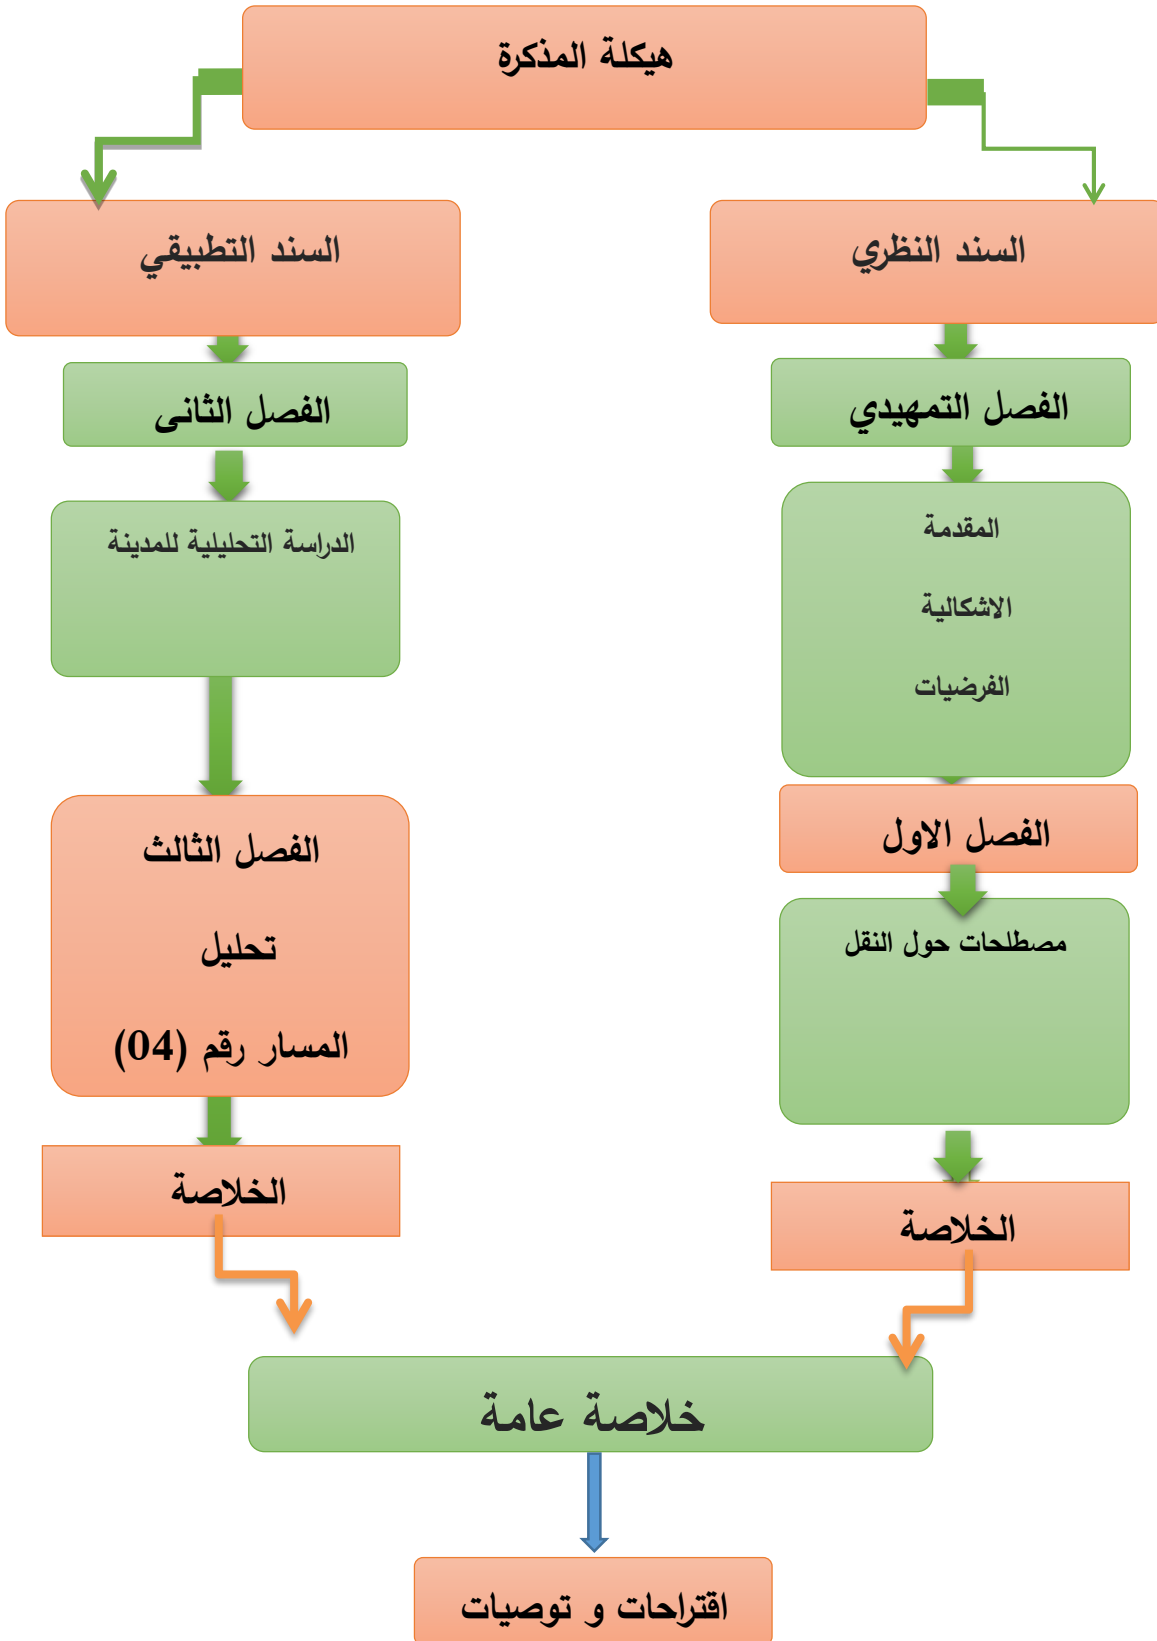 هيكلة المذكرة
السند النظري
الفصل التمهيدي
المقدمة
الاشكالية
الفرضيات
الفصل الاول
مصطلحات حول النقل
الخلاصة
السند التطبيقي
الفصل الثانى
الدراسة التحليلية للمدينة
الفصل الثالث
تحليل
المسار رقم (04)
الخلاصة
خلاصة عامة
اقتراحات و توصيات